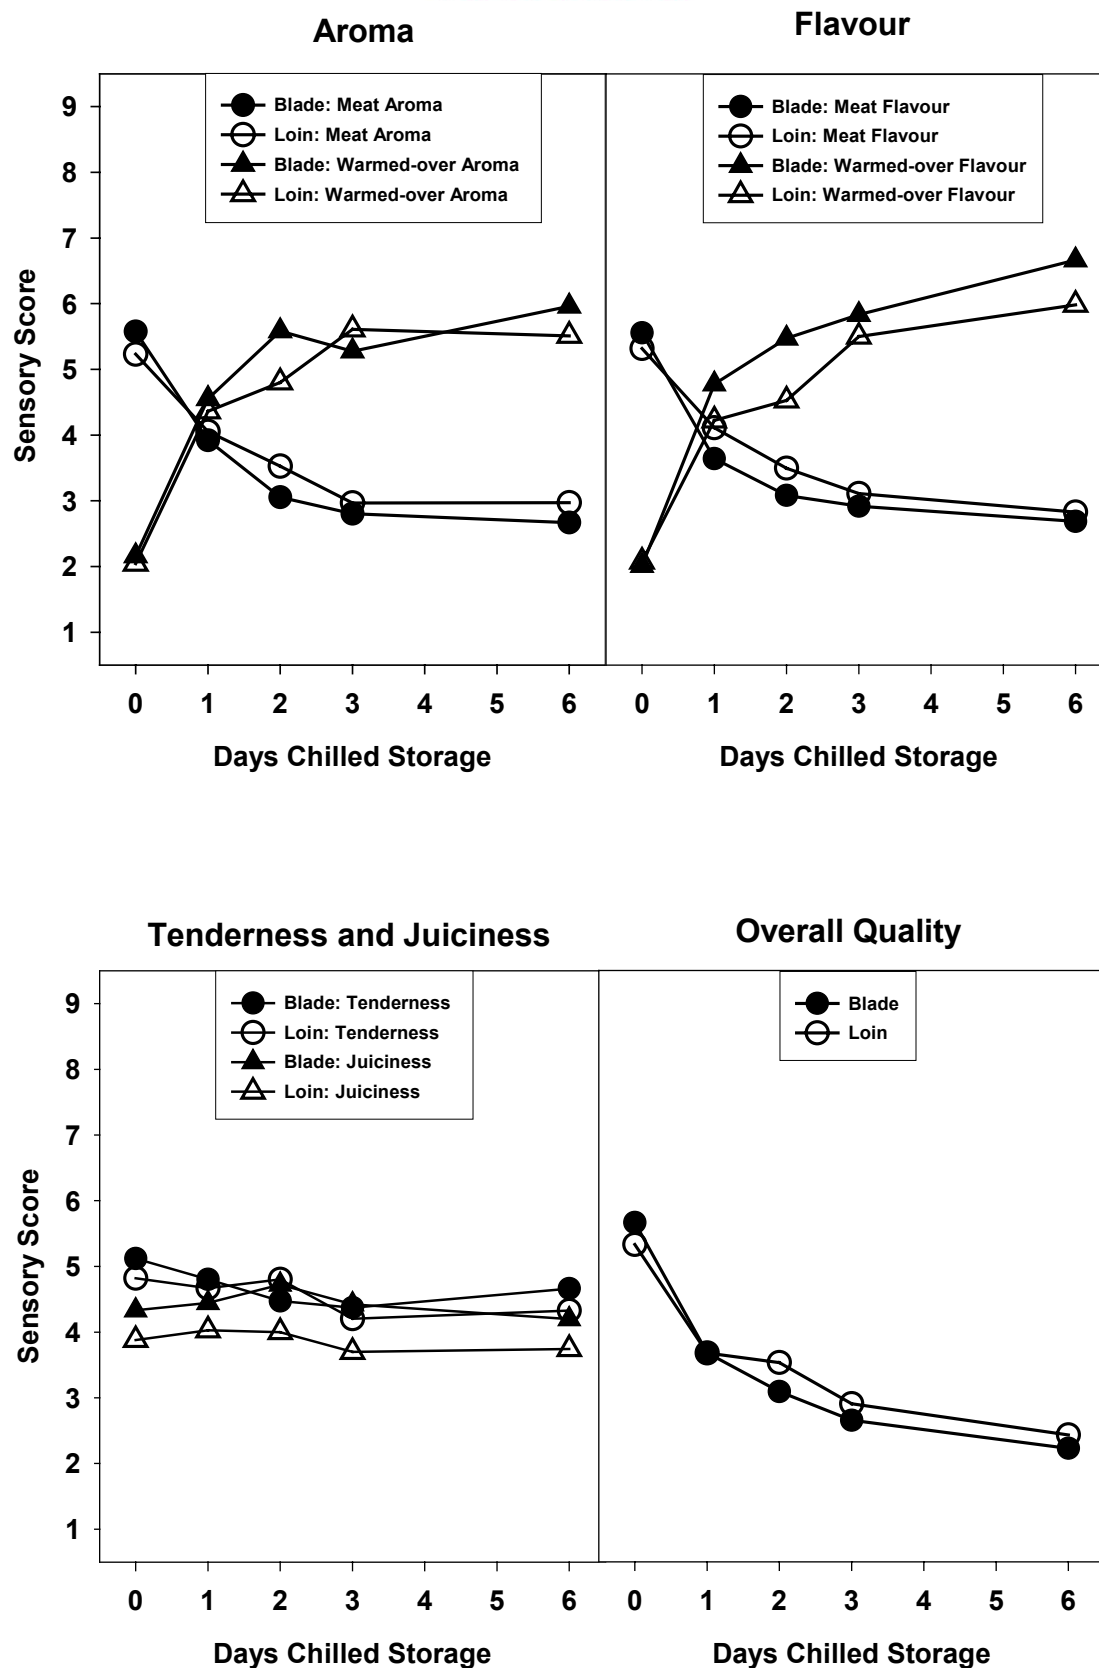 Aroma
Blade: Meat Aroma
Loin: Meat Aroma
Blade: Warmed-over Aroma
Loin: Warmed-over Aroma
Sensory Score
9
8
7
6
5
4
3
2
1
0 1 2 3 4 5 6
Days Chilled Storage
Flavour
Blade: Meat Flavour
Loin: Meat Flavour
Blade: Warmed-over Flavour
Loin: Warmed-over Flavour
0 1 2 3 4 5 6
Days Chilled Storage
Tenderness and Juiciness
Blade: Tenderness
Loin: Tenderness
Blade: Juiciness
Loin: Juiciness
Sensory Score
9
8
7
6
5
4
3
2
1
0 1 2 3 4 5 6
Days Chilled Storage
Overall Quality
Blade
Loin
0 1 2 3 4 5 6
Days Chilled Storage